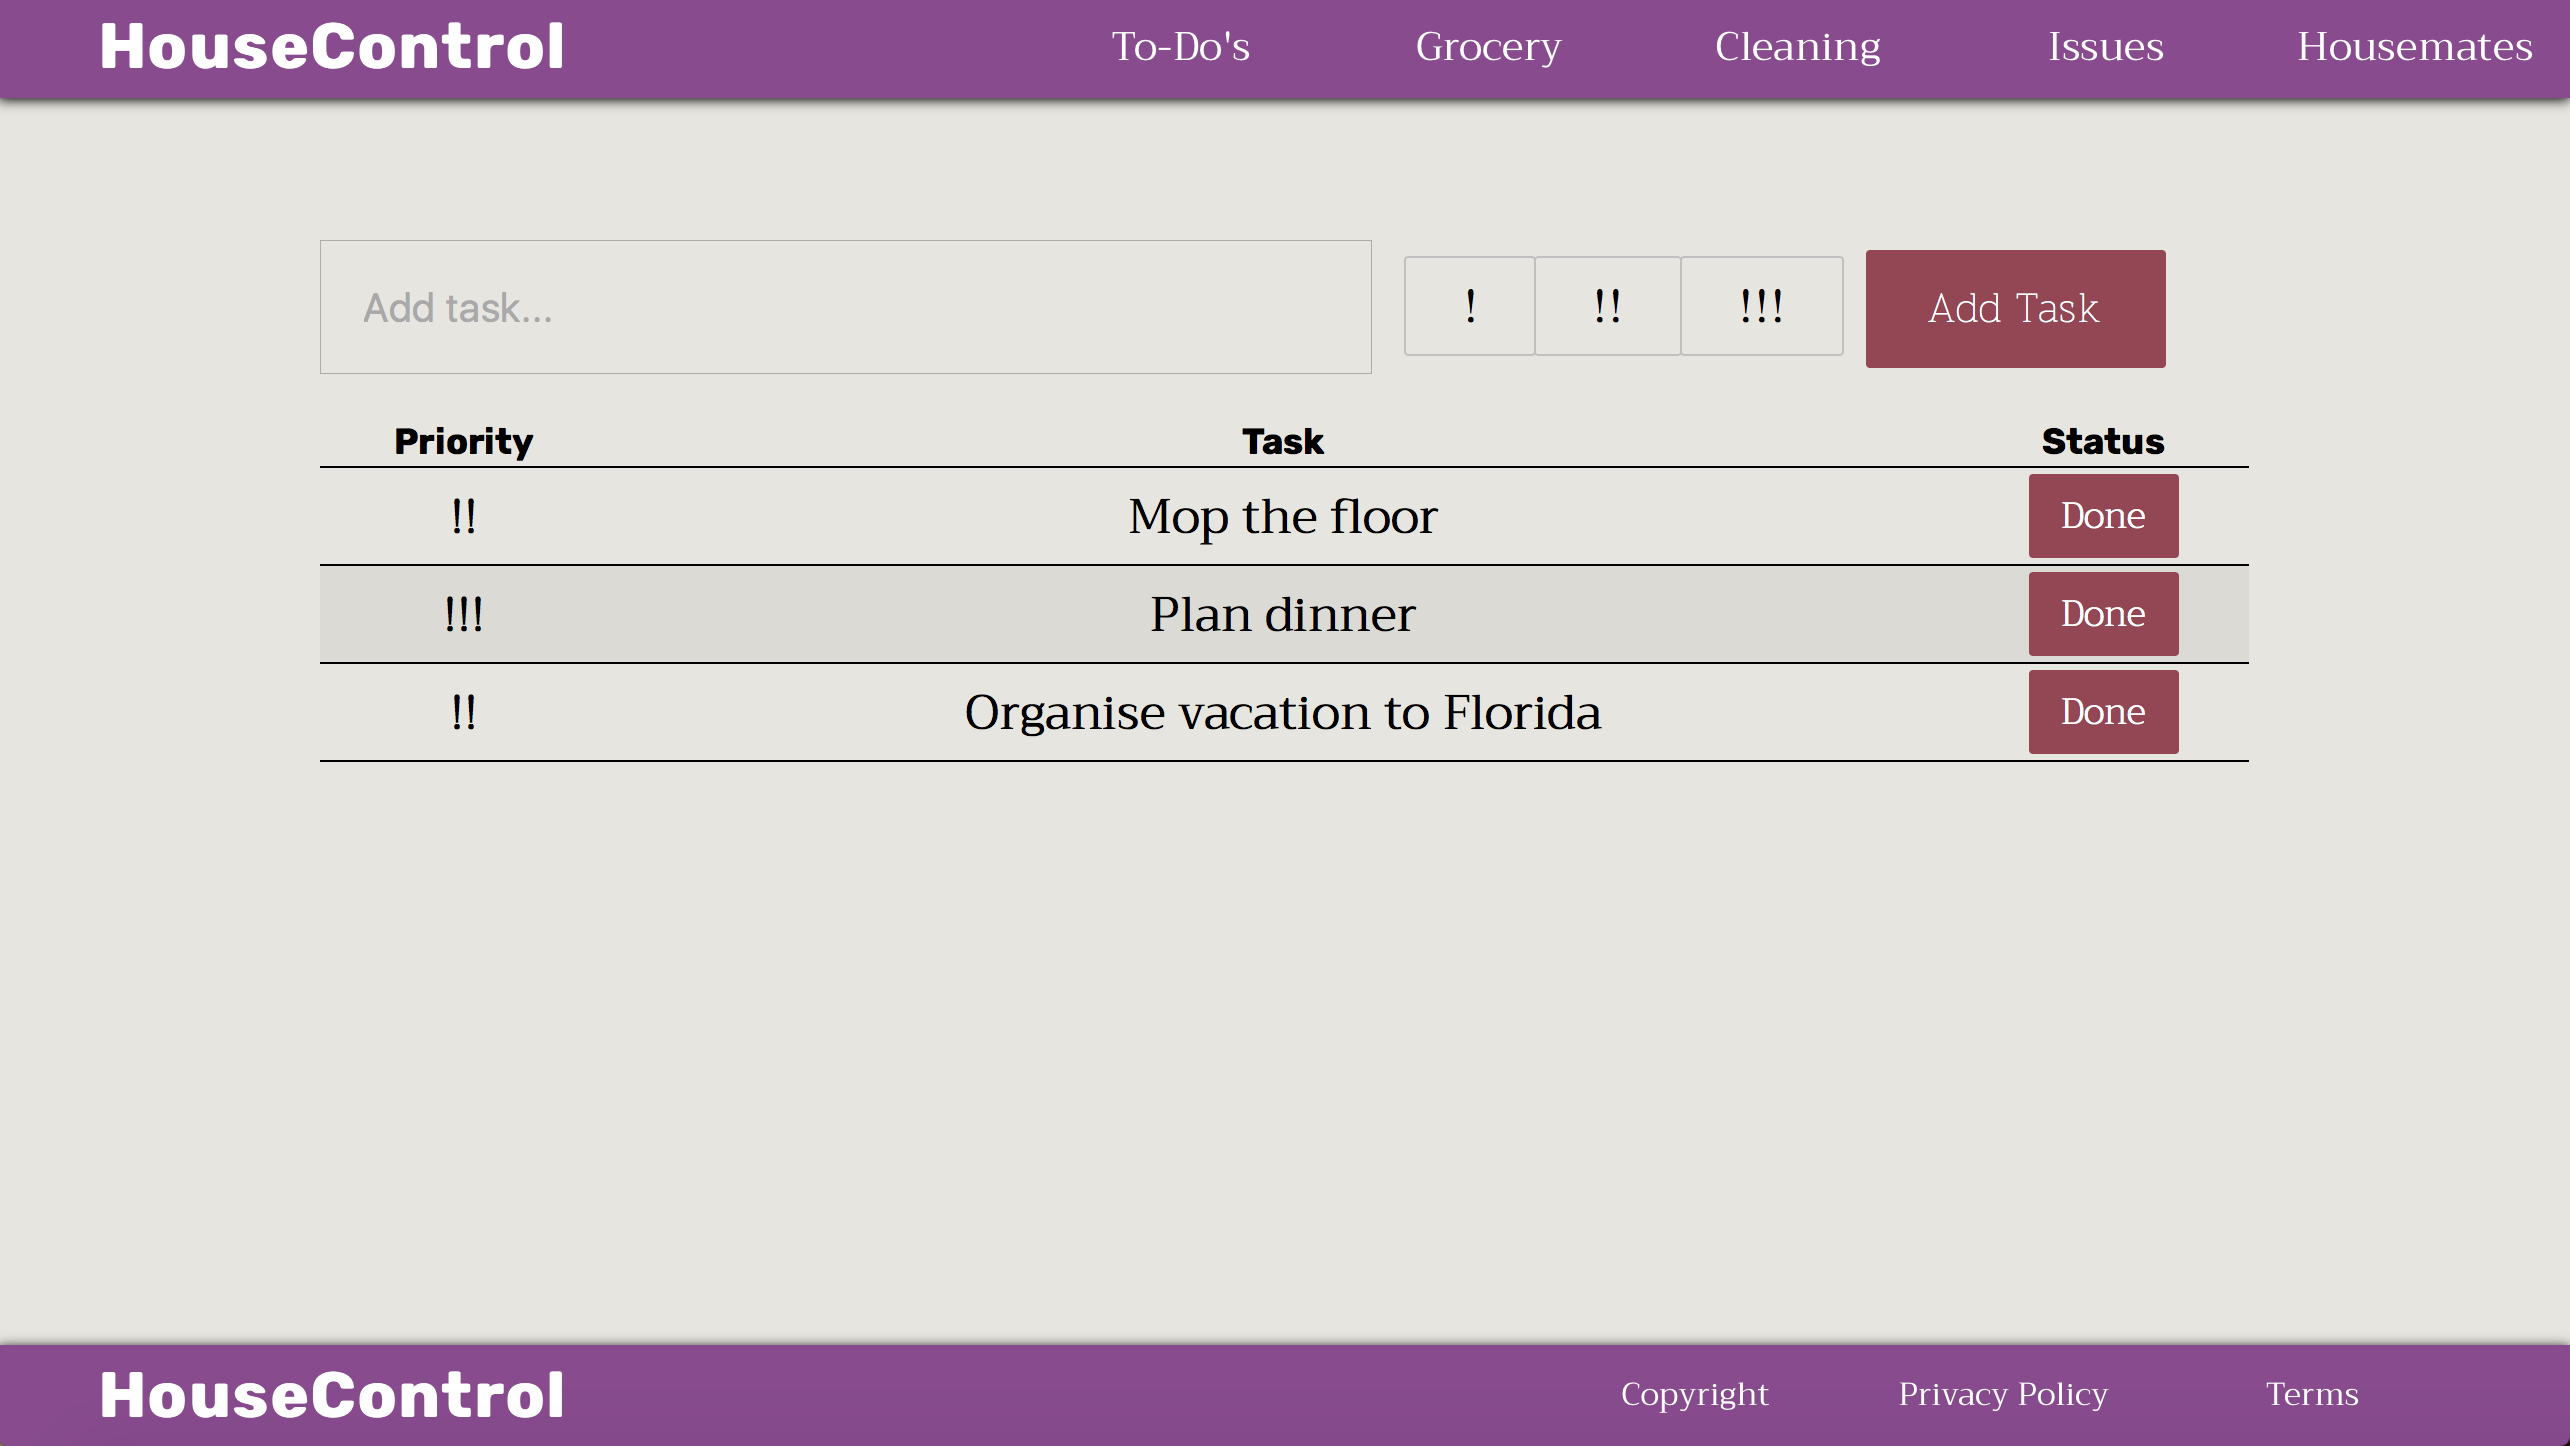 HouseControl To-Do's Grocery Cleaning Issues Housemates
Add task... ! !! !!! Add Task
Priority Task Status
!! Mop the floor Done
!!! Plan dinner Done
!! Organise vacation to Florida Done
HouseControl Copyright Privacy Policy Terms